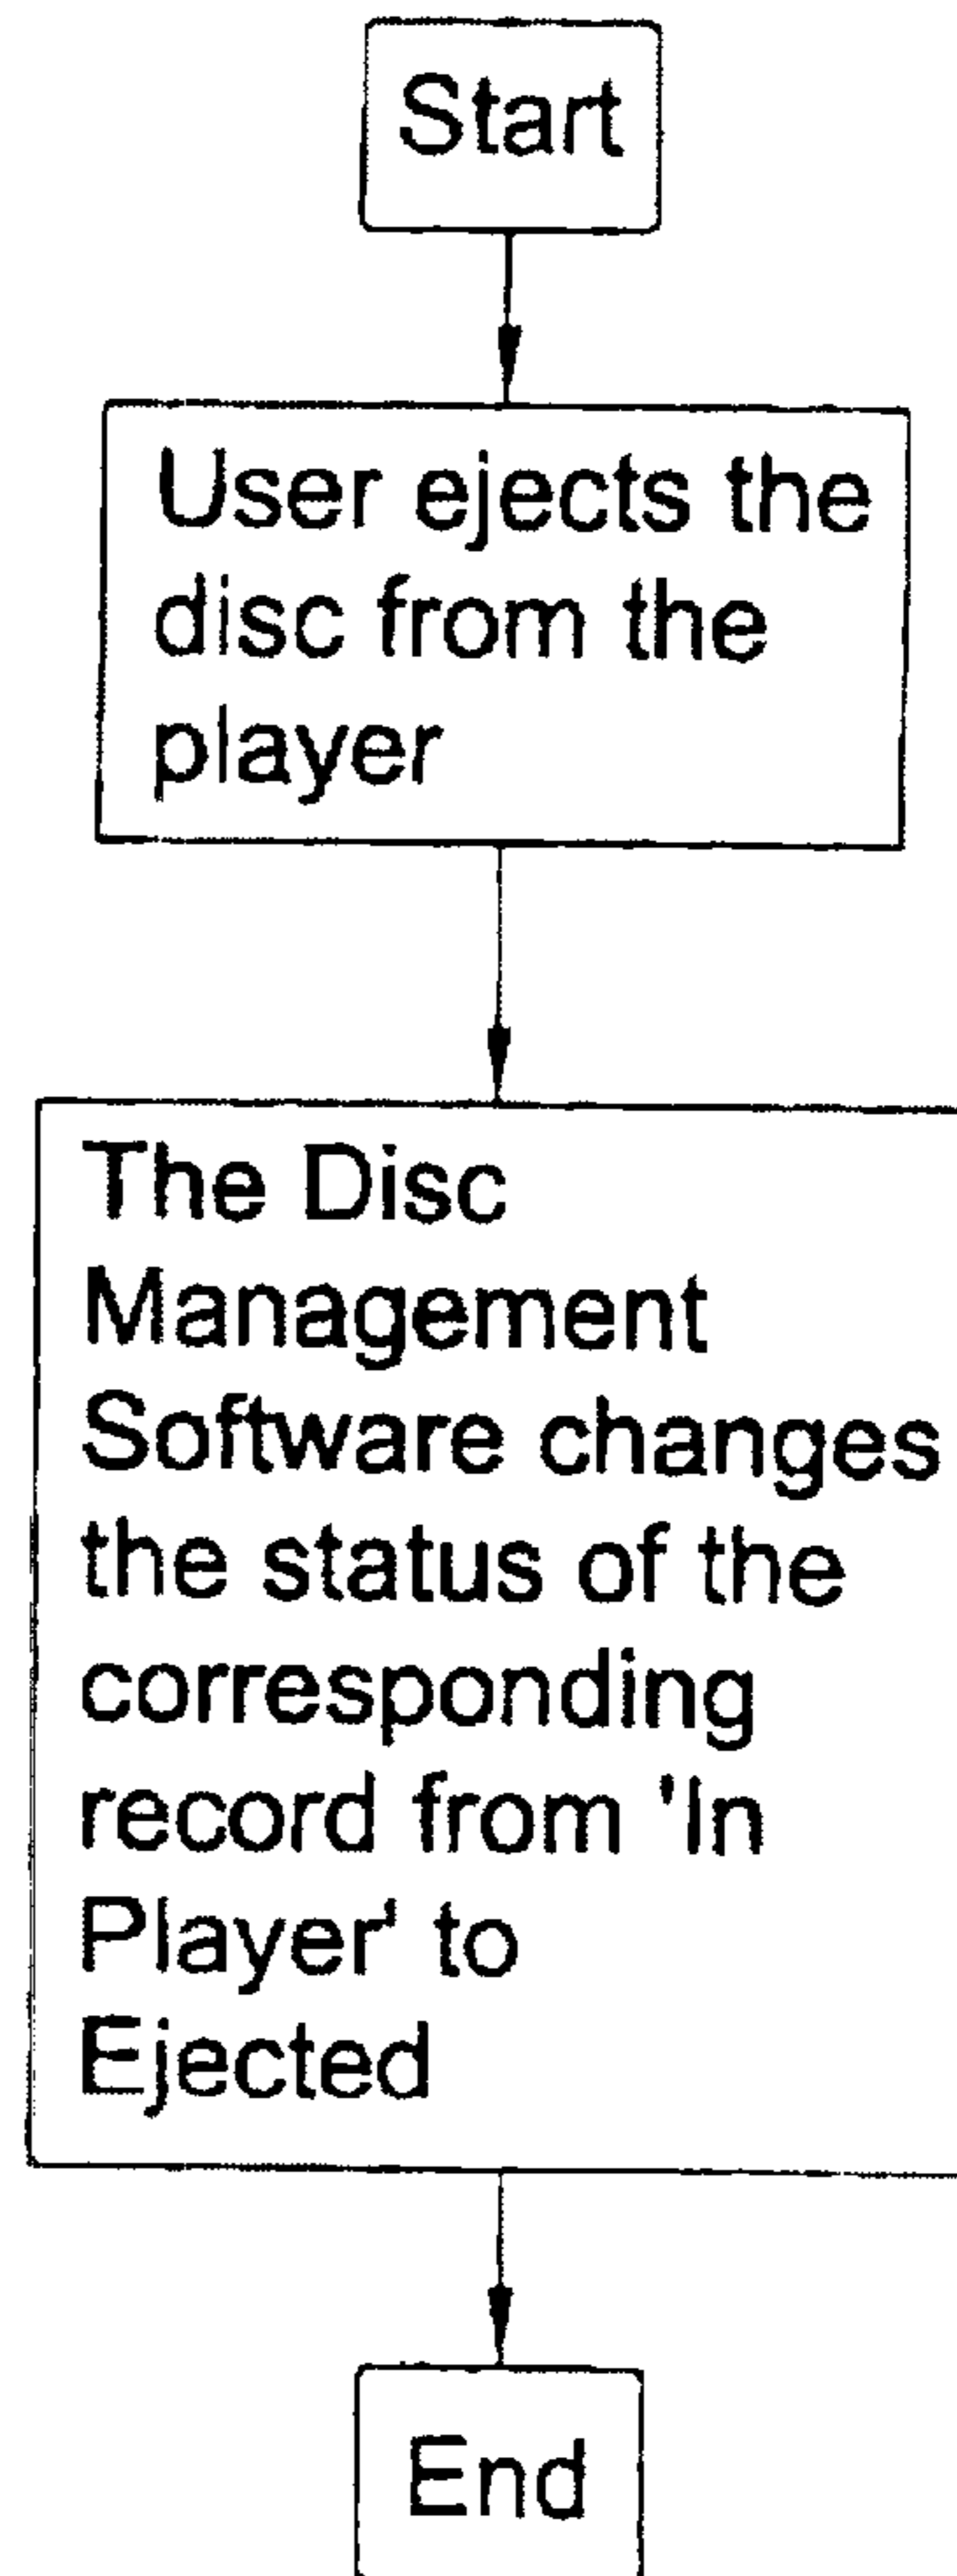 Start
User ejects the
disc from the
player
The Disc
Management
Software changes
the status of the
corresponding
record from 'In
Player' to
Ejected
End